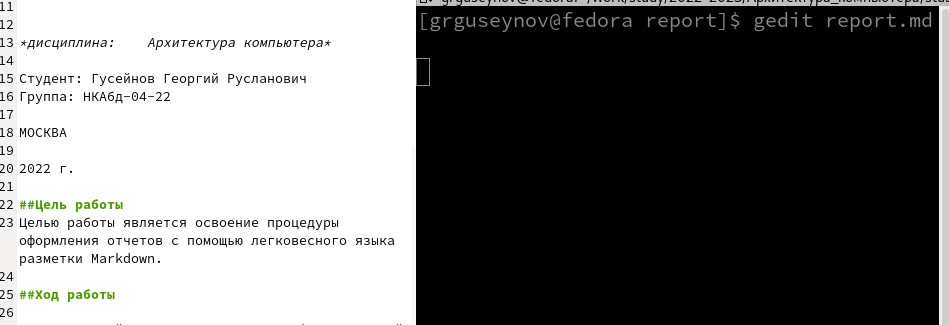 11
12
13 *дисциплина:    Архитектура компьютера*
14
15 Студент: Гусейнов Георгий Русланович
16 Группа: НКАбд-04-22
17
18 МОСКВА
19
20 2022 г.
21
22 ##Цель работы
23 Целью работы является освоение процедуры
оформления отчетов с помощью легковесного языка
разметки Markdown.
24
25 ##Ход работы
26
[grguseynov@fedora report]$ gedit report.md